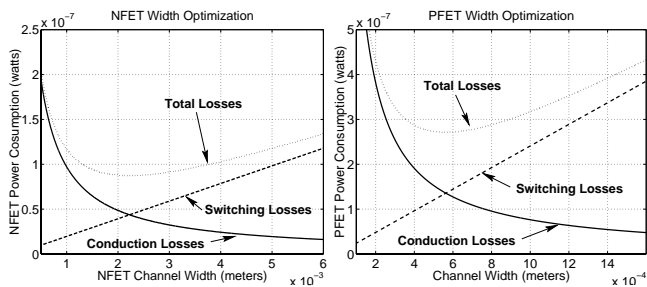 NFET Width Optimization
x 10⁻⁷
2.5
2
1.5
1
0.5
0
NFET Power Cosumption (watts)
Total Losses
Switching Losses
Conduction Losses
1 2 3 4 5 6
NFET Channel Width (meters)
x 10⁻³
PFET Width Optimization
x 10⁻⁷
5
4
3
2
1
0
PFET Power Consumption (watts)
Total Losses
Switching Losses
Conduction Losses
2 4 6 8 10 12 14
Channel Width (meters)
x 10⁻⁴